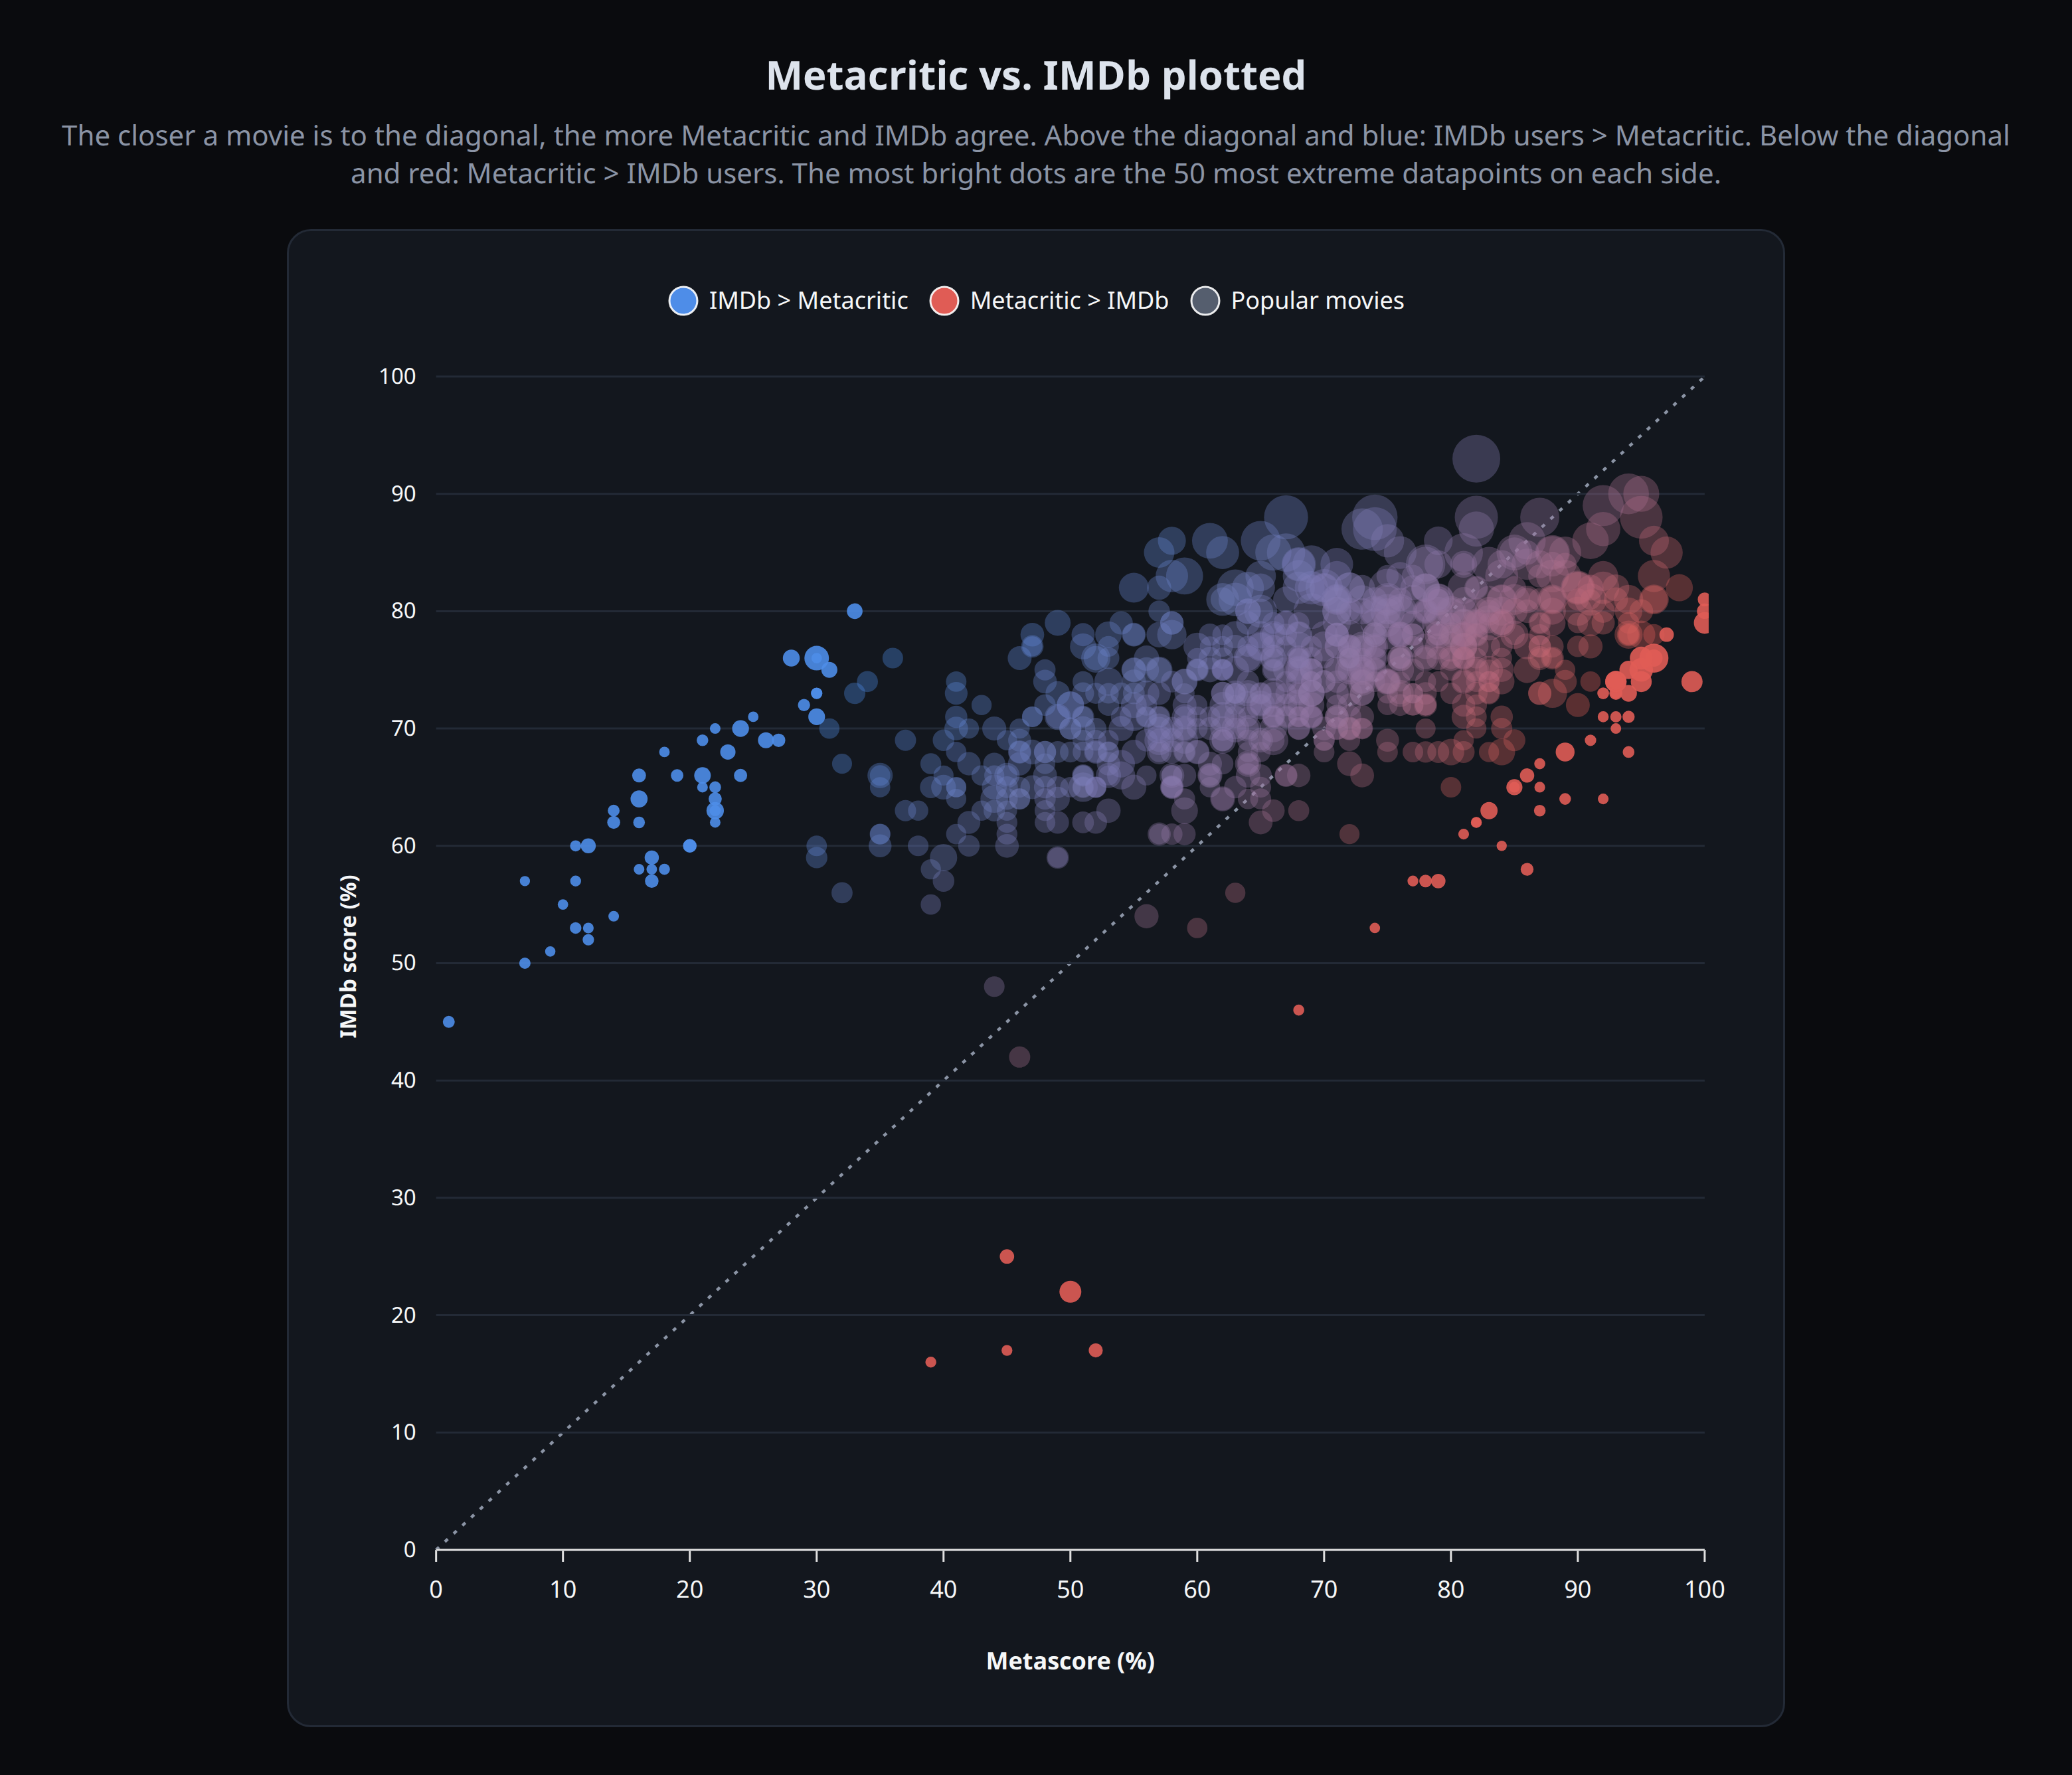 Metacritic vs. IMDb plotted
The closer a movie is to the diagonal, the more Metacritic and IMDb agree. Above the diagonal and blue: IMDb users > Metacritic. Below the diagonal
and red: Metacritic > IMDb users. The most bright dots are the 50 most extreme datapoints on each side.
IMDb > Metacritic Metacritic > IMDb Popular movies
100
90
80
70
60
50
40
30
20
10
0
IMDb score (%)
0 10 20 30 40 50 60 70 80 90 100
Metascore (%)